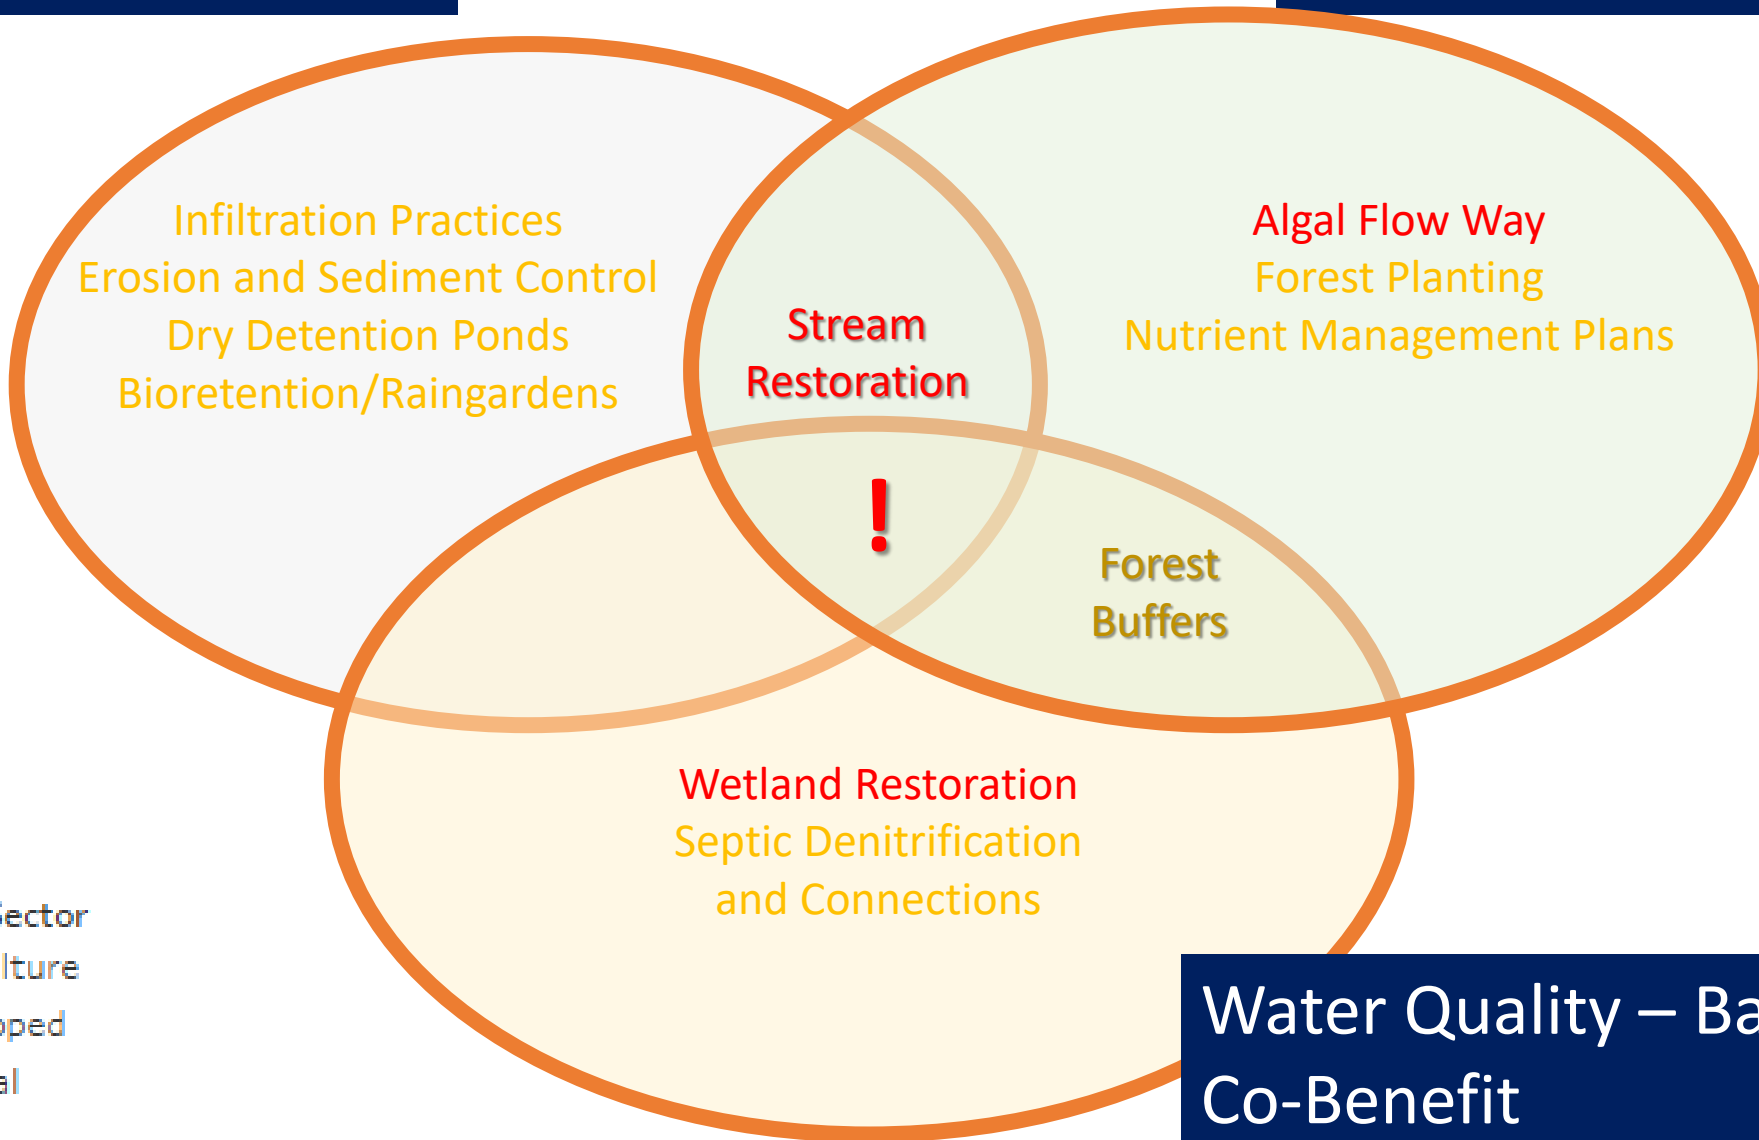 Infiltration Practices
Erosion and Sediment Control
Dry Detention Ponds
Bioretention/Raingardens
Stream
Restoration
Algal Flow Way
Forest Planting
Nutrient Management Plans
!
Forest
Buffers
Wetland Restoration
Septic Denitrification
and Connections
Sector
Water Quality –
Co-Benefit